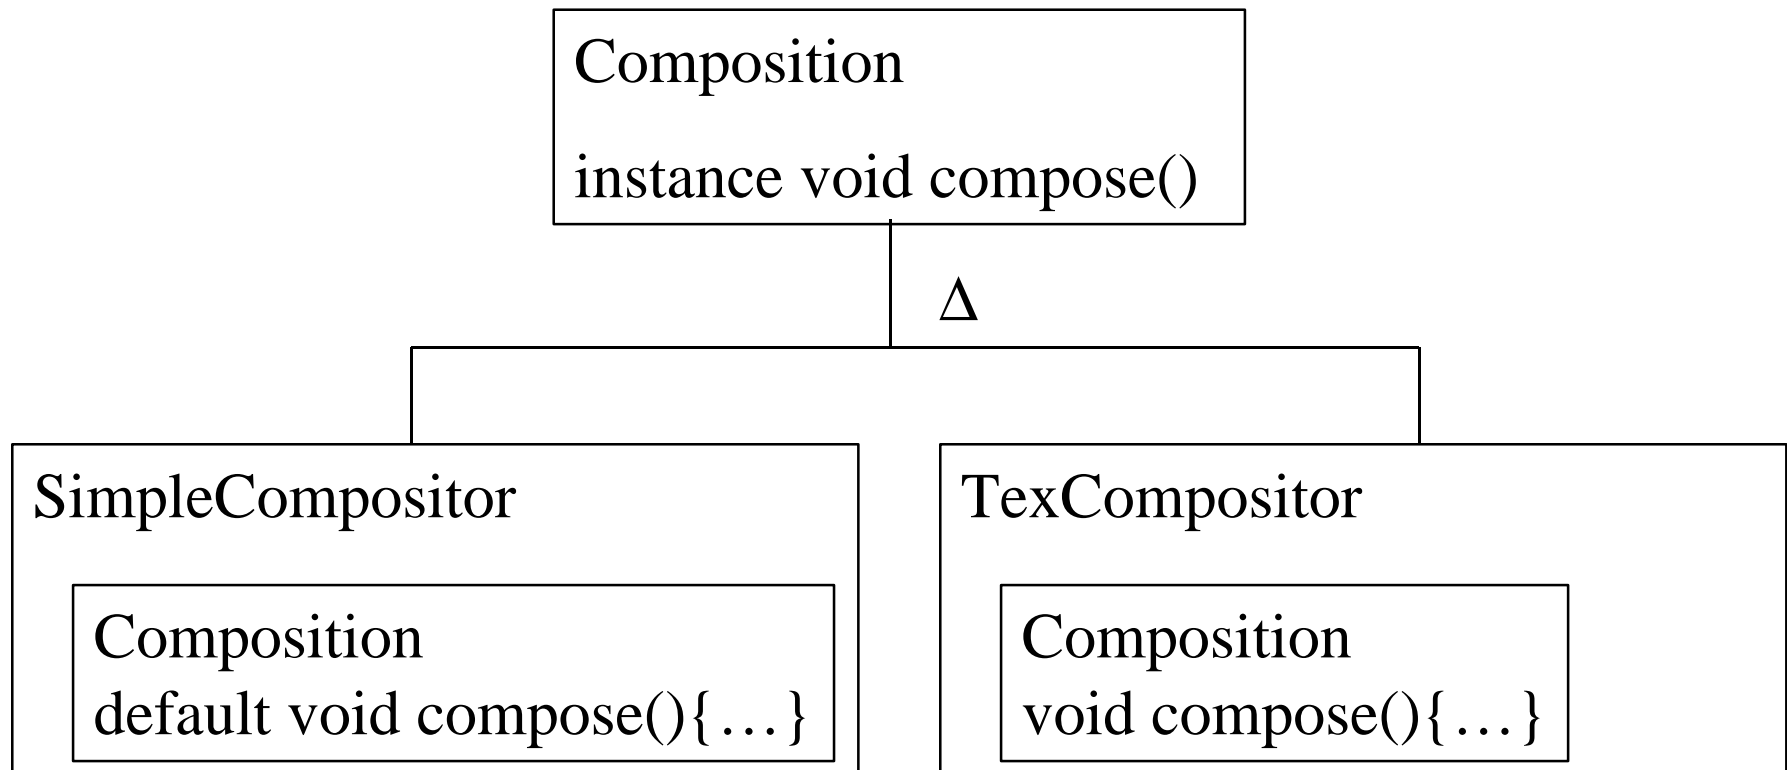 Composition
instance void compose()
Δ
SimpleCompositor
TexCompositor
Composition
default void compose(){…}
Composition
void compose(){…}